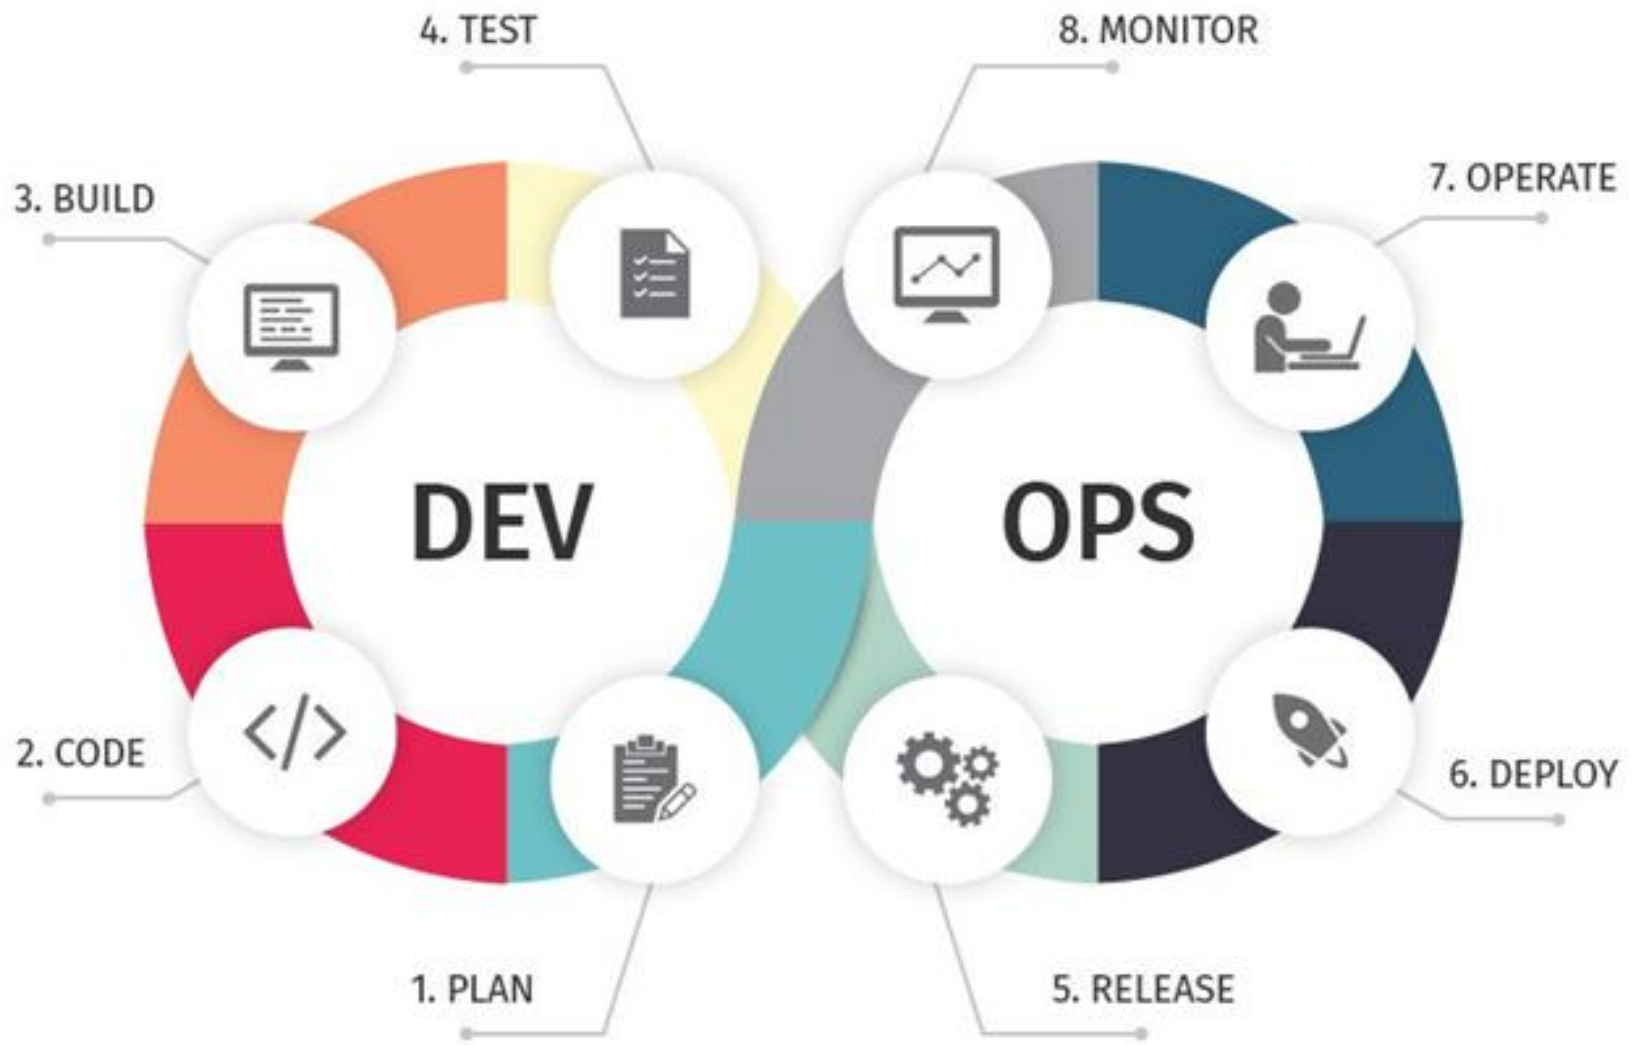 4. TEST
8. MONITOR
3. BUILD
7. OPERATE
DEV
OPS
2. CODE
6. DEPLOY
1. PLAN
5. RELEASE